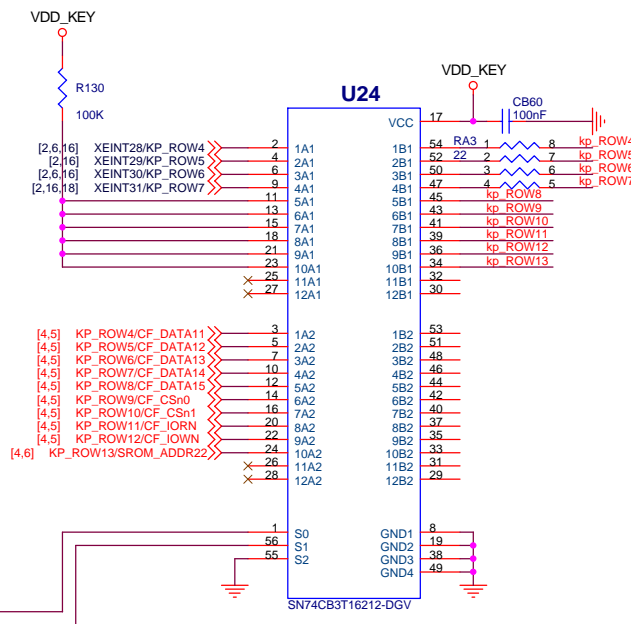 VDD_KEY
R130
100K
U24
VDD_KEY
CB60
100nF
VCC 17
[2,6,16] XEINT28/KP_ROW4 2 1A1 1B1 54 RA3 22 1 8 kp_ROW4
[2,16] XEINT29/KP_ROW5 4 2A1 2B1 52 2 7 kp_ROW5
[2,6,16] XEINT30/KP_ROW6 6 3A1 3B1 50 3 6 kp_ROW6
[2,16,18] XEINT31/KP_ROW7 9 4A1 4B1 47 4 5 kp_ROW7
11 5A1 5B1 45 kp_ROW8
13 6A1 6B1 43 kp_ROW9
15 7A1 7B1 41 kp_ROW10
18 8A1 8B1 39 kp_ROW11
21 9A1 9B1 36 kp_ROW12
23 10A1 10B1 34 kp_ROW13
25 11A1 11B1 32
27 12A1 12B1 30
[4,5] KP_ROW4/CF_DATA11 3 1A2 1B2 53
[4,5] KP_ROW5/CF_DATA12 5 2A2 2B2 51
[4,5] KP_ROW6/CF_DATA13 7 3A2 3B2 48
[4,5] KP_ROW7/CF_DATA14 10 4A2 4B2 46
[4,5] KP_ROW8/CF_DATA15 12 5A2 5B2 44
[4,5] KP_ROW9/CF_CSn0 14 6A2 6B2 42
[4,5] KP_ROW10/CF_CSn1 16 7A2 7B2 40
[4,5] KP_ROW11/CF_IORN 20 8A2 8B2 37
[4,5] KP_ROW12/CF_IOWN 22 9A2 9B2 35
[4,6] KP_ROW13/SROM_ADDR22 24 10A2 10B2 33
26 11A2 11B2 31
28 12A2 12B2 29
1 S0 GND1 8
56 S1 GND2 19
55 S2 GND3 38
GND4 49
SN74CB3T16212-DGV